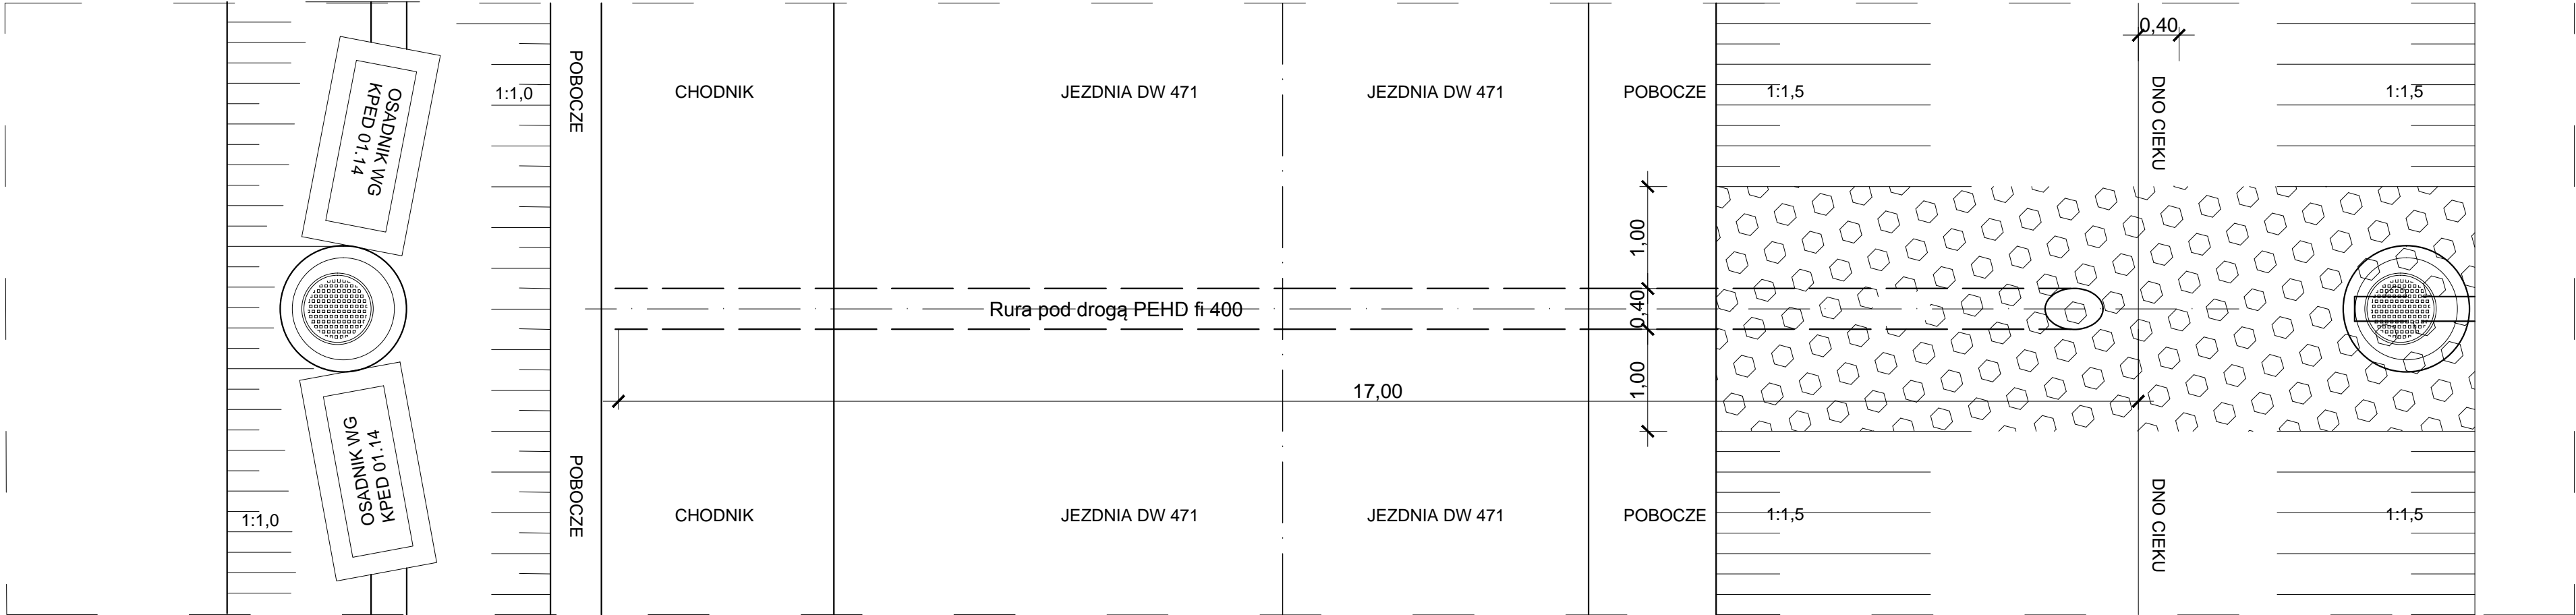 0,40
POBOCZE
OSADNIK WG
KPED 01.14
1:1,0
CHODNIK
JEZDNIA DW 471
JEZDNIA DW 471
POBOCZE
1:1,5
DNO CIEKU
1:1,5
1,00
Rura pod drogą PEHD fi 400
0,40
1,00
17,00
OSADNIK WG
KPED 01.14
1:1,0
POBOCZE
CHODNIK
JEZDNIA DW 471
JEZDNIA DW 471
POBOCZE
1:1,5
DNO CIEKU
1:1,5